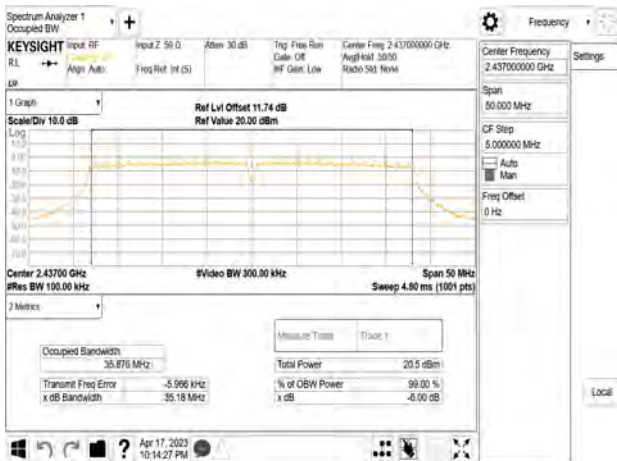 Spectrum Analyzer 1
Occupied BW
Frequency
KEYSIGHT
Input: RF
Input Z: 50 Ω
Atten: 30 dB
Trig: Free Run
Center Freq: 2.437000000 GHz
RL
Gate: Off
Avg|Hold: 50/50
Align: Auto
Freq Ref: Int (S)
#IF Gain: Low
Radio Std: None
Center Frequency
2.437000000 GHz
Settings
Span
50.000 MHz
CF Step
5.000000 MHz
Auto
Man
Freq Offset
0 Hz
Local
1 Graph
Ref Lvl Offset 11.74 dB
Scale/Div 10.0 dB
Ref Value 20.00 dBm
Log
Center 2.43700 GHz
#Video BW 300.00 kHz
Span 50 MHz
#Res BW 100.00 kHz
Sweep 4.80 ms (1001 pts)
2 Metrics
Measure Trace
Trace 1
Occupied Bandwidth
35.876 MHz
Total Power
20.5 dBm
Transmit Freq Error
-5.966 kHz
% of OBW Power
99.00 %
x dB Bandwidth
35.18 MHz
x dB
-6.00 dB
Apr 17, 2023
10:14:27 PM